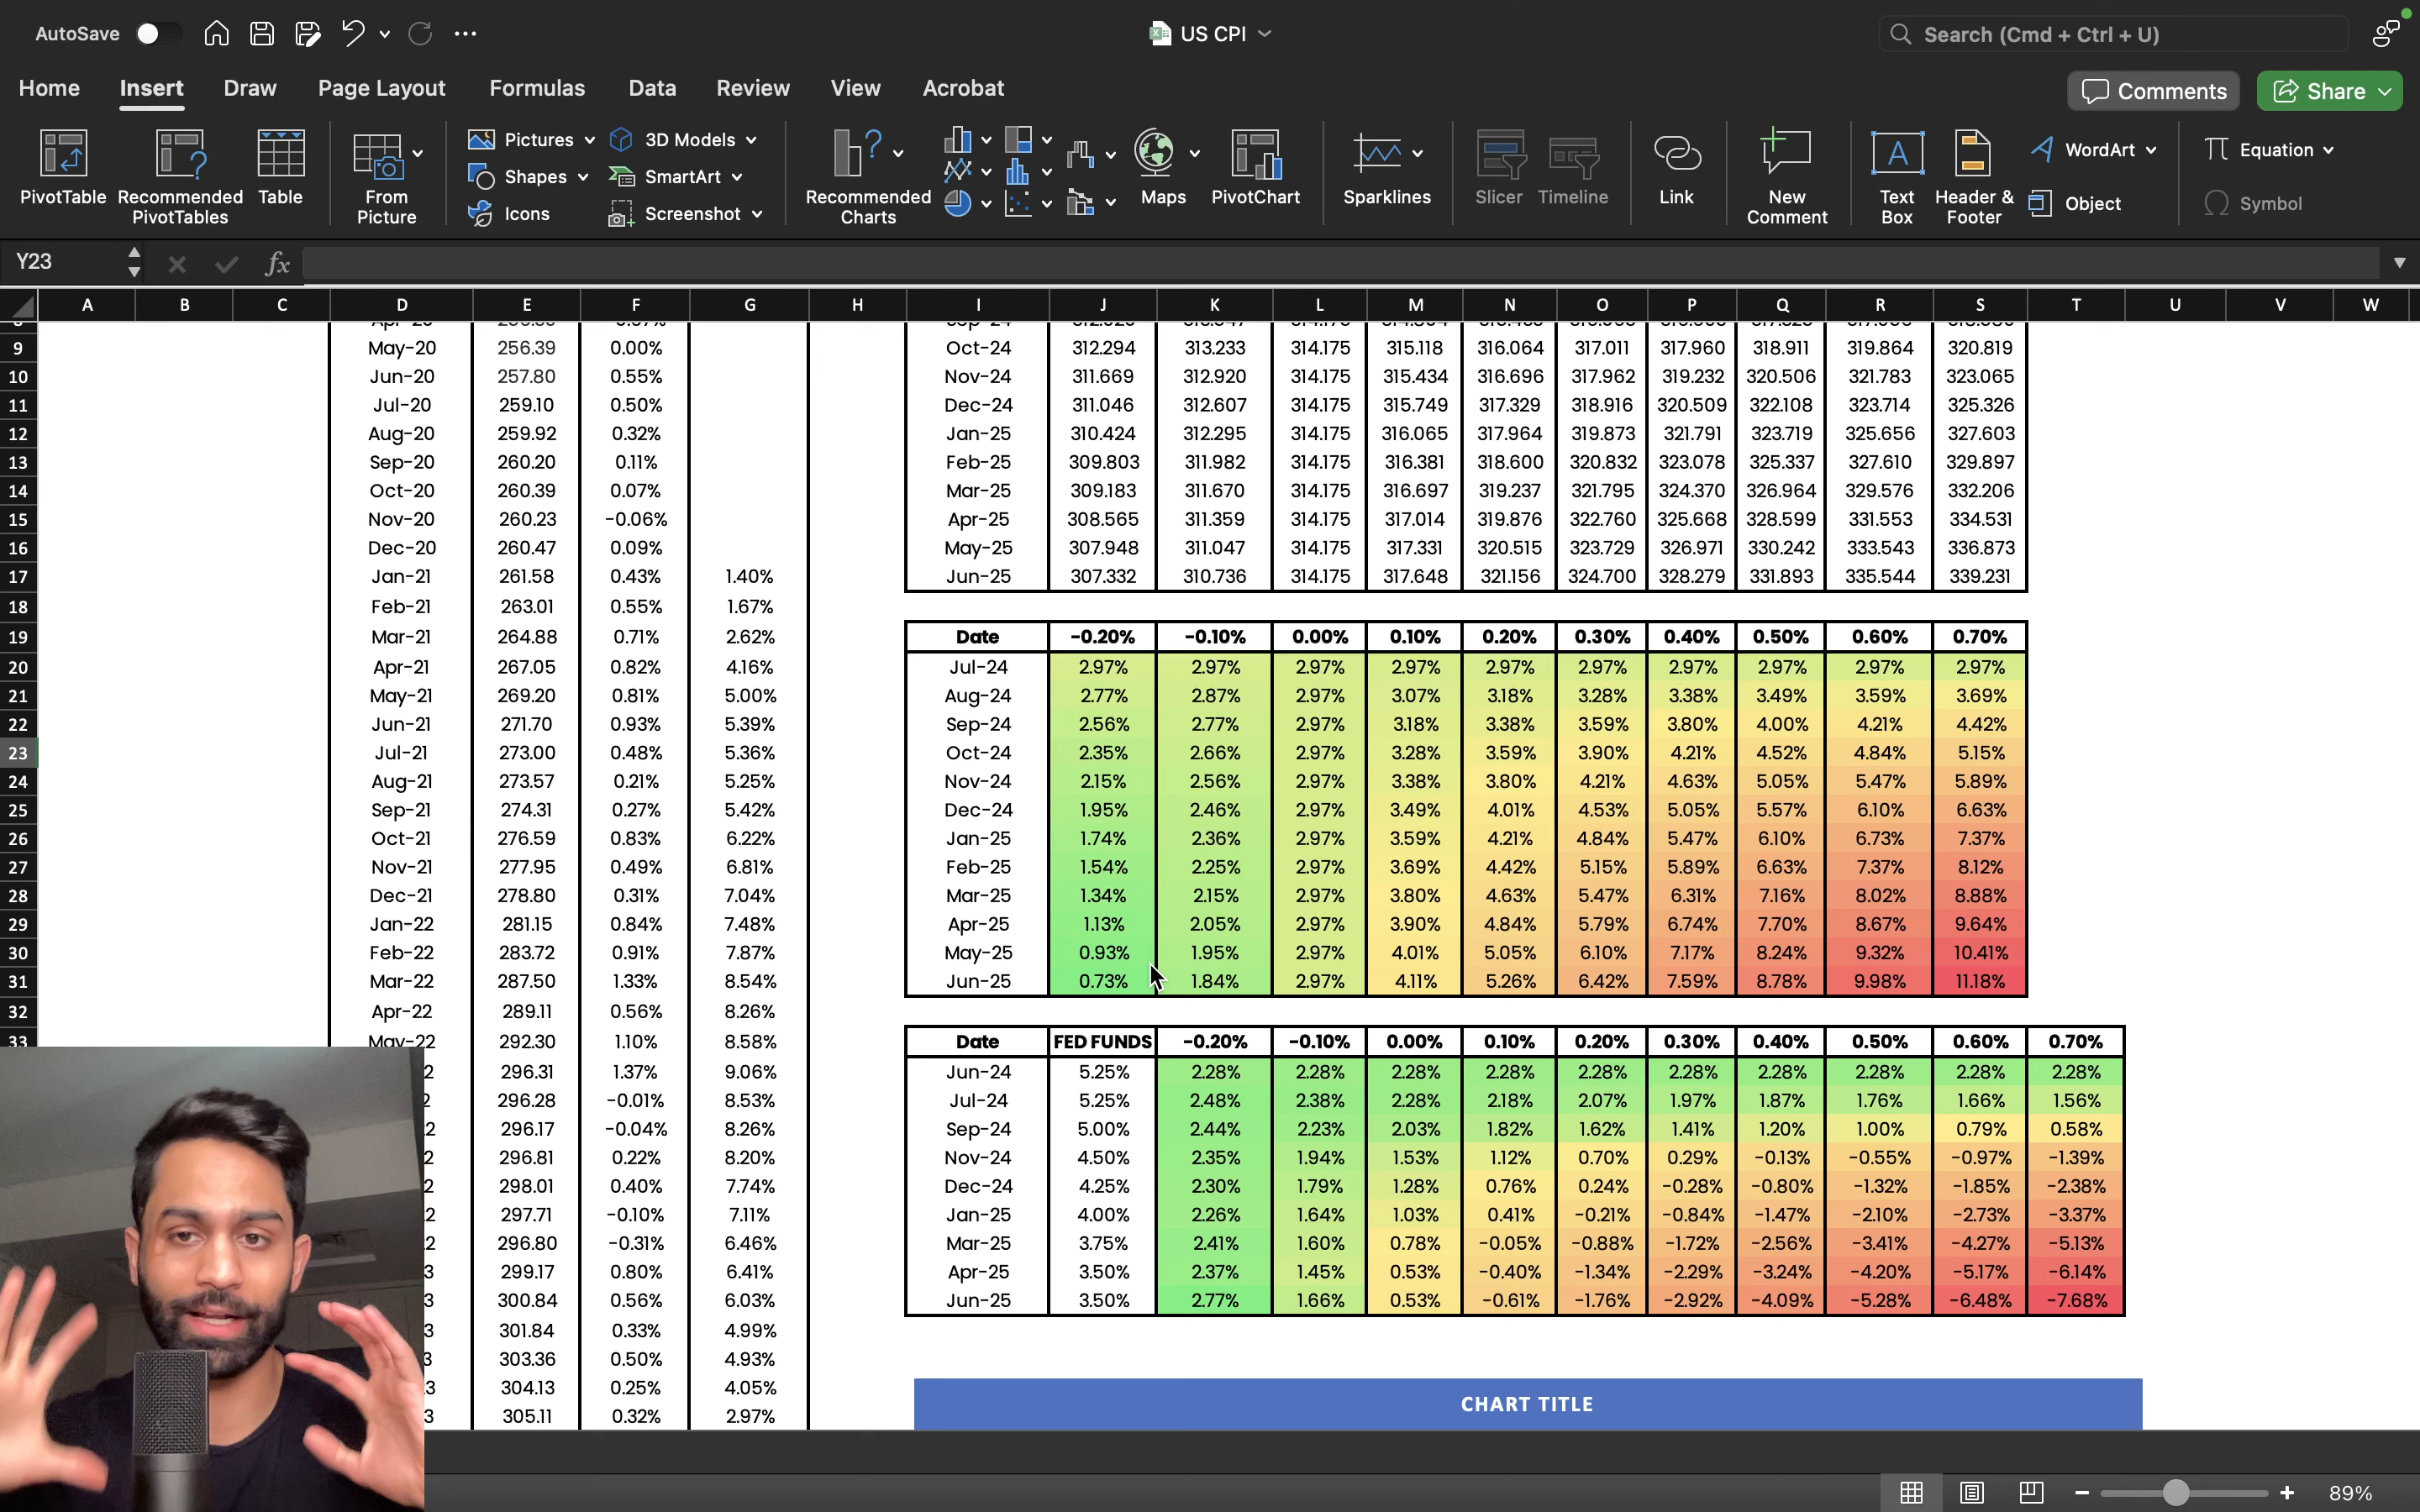 AutoSave US CPI Search (Cmd + Ctrl + U)
Home Insert Draw Page Layout Formulas Data Review View Acrobat Comments Share
PivotTable Recommended PivotTables Table From Picture Pictures Shapes Icons 3D Models SmartArt Screenshot Recommended Charts Maps PivotChart Sparklines Slicer Timeline Link New Comment Text Box Header & Footer WordArt Object Equation Symbol
Y23 fx
A B C D E F G H I J K L M N O P Q R S T U V W
9 May-20 256.39 0.00% Oct-24 312.294 313.233 314.175 315.118 316.064 317.011 317.960 318.911 319.864 320.819
10 Jun-20 257.80 0.55% Nov-24 311.669 312.920 314.175 315.434 316.696 317.962 319.232 320.506 321.783 323.065
11 Jul-20 259.10 0.50% Dec-24 311.046 312.607 314.175 315.749 317.329 318.916 320.509 322.108 323.714 325.326
12 Aug-20 259.92 0.32% Jan-25 310.424 312.295 314.175 316.065 317.964 319.873 321.791 323.719 325.656 327.603
13 Sep-20 260.20 0.11% Feb-25 309.803 311.982 314.175 316.381 318.600 320.832 323.078 325.337 327.610 329.897
14 Oct-20 260.39 0.07% Mar-25 309.183 311.670 314.175 316.697 319.237 321.795 324.370 326.964 329.576 332.206
15 Nov-20 260.23 -0.06% Apr-25 308.565 311.359 314.175 317.014 319.876 322.760 325.668 328.599 331.553 334.531
16 Dec-20 260.47 0.09% May-25 307.948 311.047 314.175 317.331 320.515 323.729 326.971 330.242 333.543 336.873
17 Jan-21 261.58 0.43% 1.40% Jun-25 307.332 310.736 314.175 317.648 321.156 324.700 328.279 331.893 335.544 339.231
18 Feb-21 263.01 0.55% 1.67%
19 Mar-21 264.88 0.71% 2.62% Date -0.20% -0.10% 0.00% 0.10% 0.20% 0.30% 0.40% 0.50% 0.60% 0.70%
20 Apr-21 267.05 0.82% 4.16% Jul-24 2.97% 2.97% 2.97% 2.97% 2.97% 2.97% 2.97% 2.97% 2.97% 2.97%
21 May-21 269.20 0.81% 5.00% Aug-24 2.77% 2.87% 2.97% 3.07% 3.18% 3.28% 3.38% 3.49% 3.59% 3.69%
22 Jun-21 271.70 0.93% 5.39% Sep-24 2.56% 2.77% 2.97% 3.18% 3.38% 3.59% 3.80% 4.00% 4.21% 4.42%
23 Jul-21 273.00 0.48% 5.36% Oct-24 2.35% 2.66% 2.97% 3.28% 3.59% 3.90% 4.21% 4.52% 4.84% 5.15%
24 Aug-21 273.57 0.21% 5.25% Nov-24 2.15% 2.56% 2.97% 3.38% 3.80% 4.21% 4.63% 5.05% 5.47% 5.89%
25 Sep-21 274.31 0.27% 5.42% Dec-24 1.95% 2.46% 2.97% 3.49% 4.01% 4.53% 5.05% 5.57% 6.10% 6.63%
26 Oct-21 276.59 0.83% 6.22% Jan-25 1.74% 2.36% 2.97% 3.59% 4.21% 4.84% 5.47% 6.10% 6.73% 7.37%
27 Nov-21 277.95 0.49% 6.81% Feb-25 1.54% 2.25% 2.97% 3.69% 4.42% 5.15% 5.89% 6.63% 7.37% 8.12%
28 Dec-21 278.80 0.31% 7.04% Mar-25 1.34% 2.15% 2.97% 3.80% 4.63% 5.47% 6.31% 7.16% 8.02% 8.88%
29 Jan-22 281.15 0.84% 7.48% Apr-25 1.13% 2.05% 2.97% 3.90% 4.84% 5.79% 6.74% 7.70% 8.67% 9.64%
30 Feb-22 283.72 0.91% 7.87% May-25 0.93% 1.95% 2.97% 4.01% 5.05% 6.10% 7.17% 8.24% 9.32% 10.41%
31 Mar-22 287.50 1.33% 8.54% Jun-25 0.73% 1.84% 2.97% 4.11% 5.26% 6.42% 7.59% 8.78% 9.98% 11.18%
32 Apr-22 289.11 0.56% 8.26%
33 May-22 292.30 1.10% 8.58% Date FED FUNDS -0.20% -0.10% 0.00% 0.10% 0.20% 0.30% 0.40% 0.50% 0.60% 0.70%
2 296.31 1.37% 9.06% Jun-24 5.25% 2.28% 2.28% 2.28% 2.28% 2.28% 2.28% 2.28% 2.28% 2.28% 2.28%
2 296.28 -0.01% 8.53% Jul-24 5.25% 2.48% 2.38% 2.28% 2.18% 2.07% 1.97% 1.87% 1.76% 1.66% 1.56%
2 296.17 -0.04% 8.26% Sep-24 5.00% 2.44% 2.23% 2.03% 1.82% 1.62% 1.41% 1.20% 1.00% 0.79% 0.58%
2 296.81 0.22% 8.20% Nov-24 4.50% 2.35% 1.94% 1.53% 1.12% 0.70% 0.29% -0.13% -0.55% -0.97% -1.39%
2 298.01 0.40% 7.74% Dec-24 4.25% 2.30% 1.79% 1.28% 0.76% 0.24% -0.28% -0.80% -1.32% -1.85% -2.38%
2 297.71 -0.10% 7.11% Jan-25 4.00% 2.26% 1.64% 1.03% 0.41% -0.21% -0.84% -1.47% -2.10% -2.73% -3.37%
2 296.80 -0.31% 6.46% Mar-25 3.75% 2.41% 1.60% 0.78% -0.05% -0.88% -1.72% -2.56% -3.41% -4.27% -5.13%
3 299.17 0.80% 6.41% Apr-25 3.50% 2.37% 1.45% 0.53% -0.40% -1.34% -2.29% -3.24% -4.20% -5.17% -6.14%
3 300.84 0.56% 6.03% Jun-25 3.50% 2.77% 1.66% 0.53% -0.61% -1.76% -2.92% -4.09% -5.28% -6.48% -7.68%
3 301.84 0.33% 4.99%
3 303.36 0.50% 4.93%
3 304.13 0.25% 4.05% CHART TITLE
3 305.11 0.32% 2.97%
89%